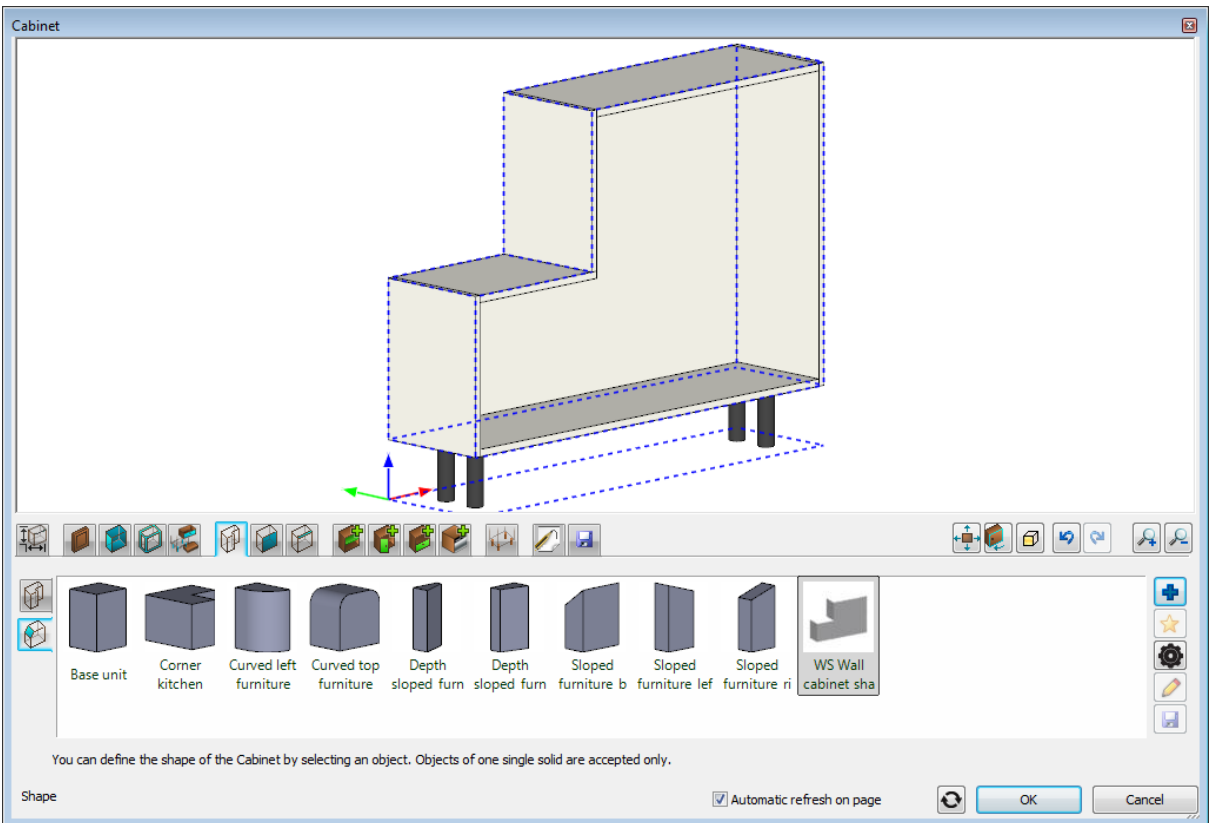 Cabinet
Base unit
Corner
kitchen
Curved left
furniture
Curved top
furniture
Depth
sloped furn
Depth
sloped furn
Sloped
furniture b
Sloped
furniture lef
Sloped
furniture ri
WS Wall
cabinet sha
You can define the shape of the Cabinet by selecting an object. Objects of one single solid are accepted only.
Shape
Automatic refresh on page
OK
Cancel